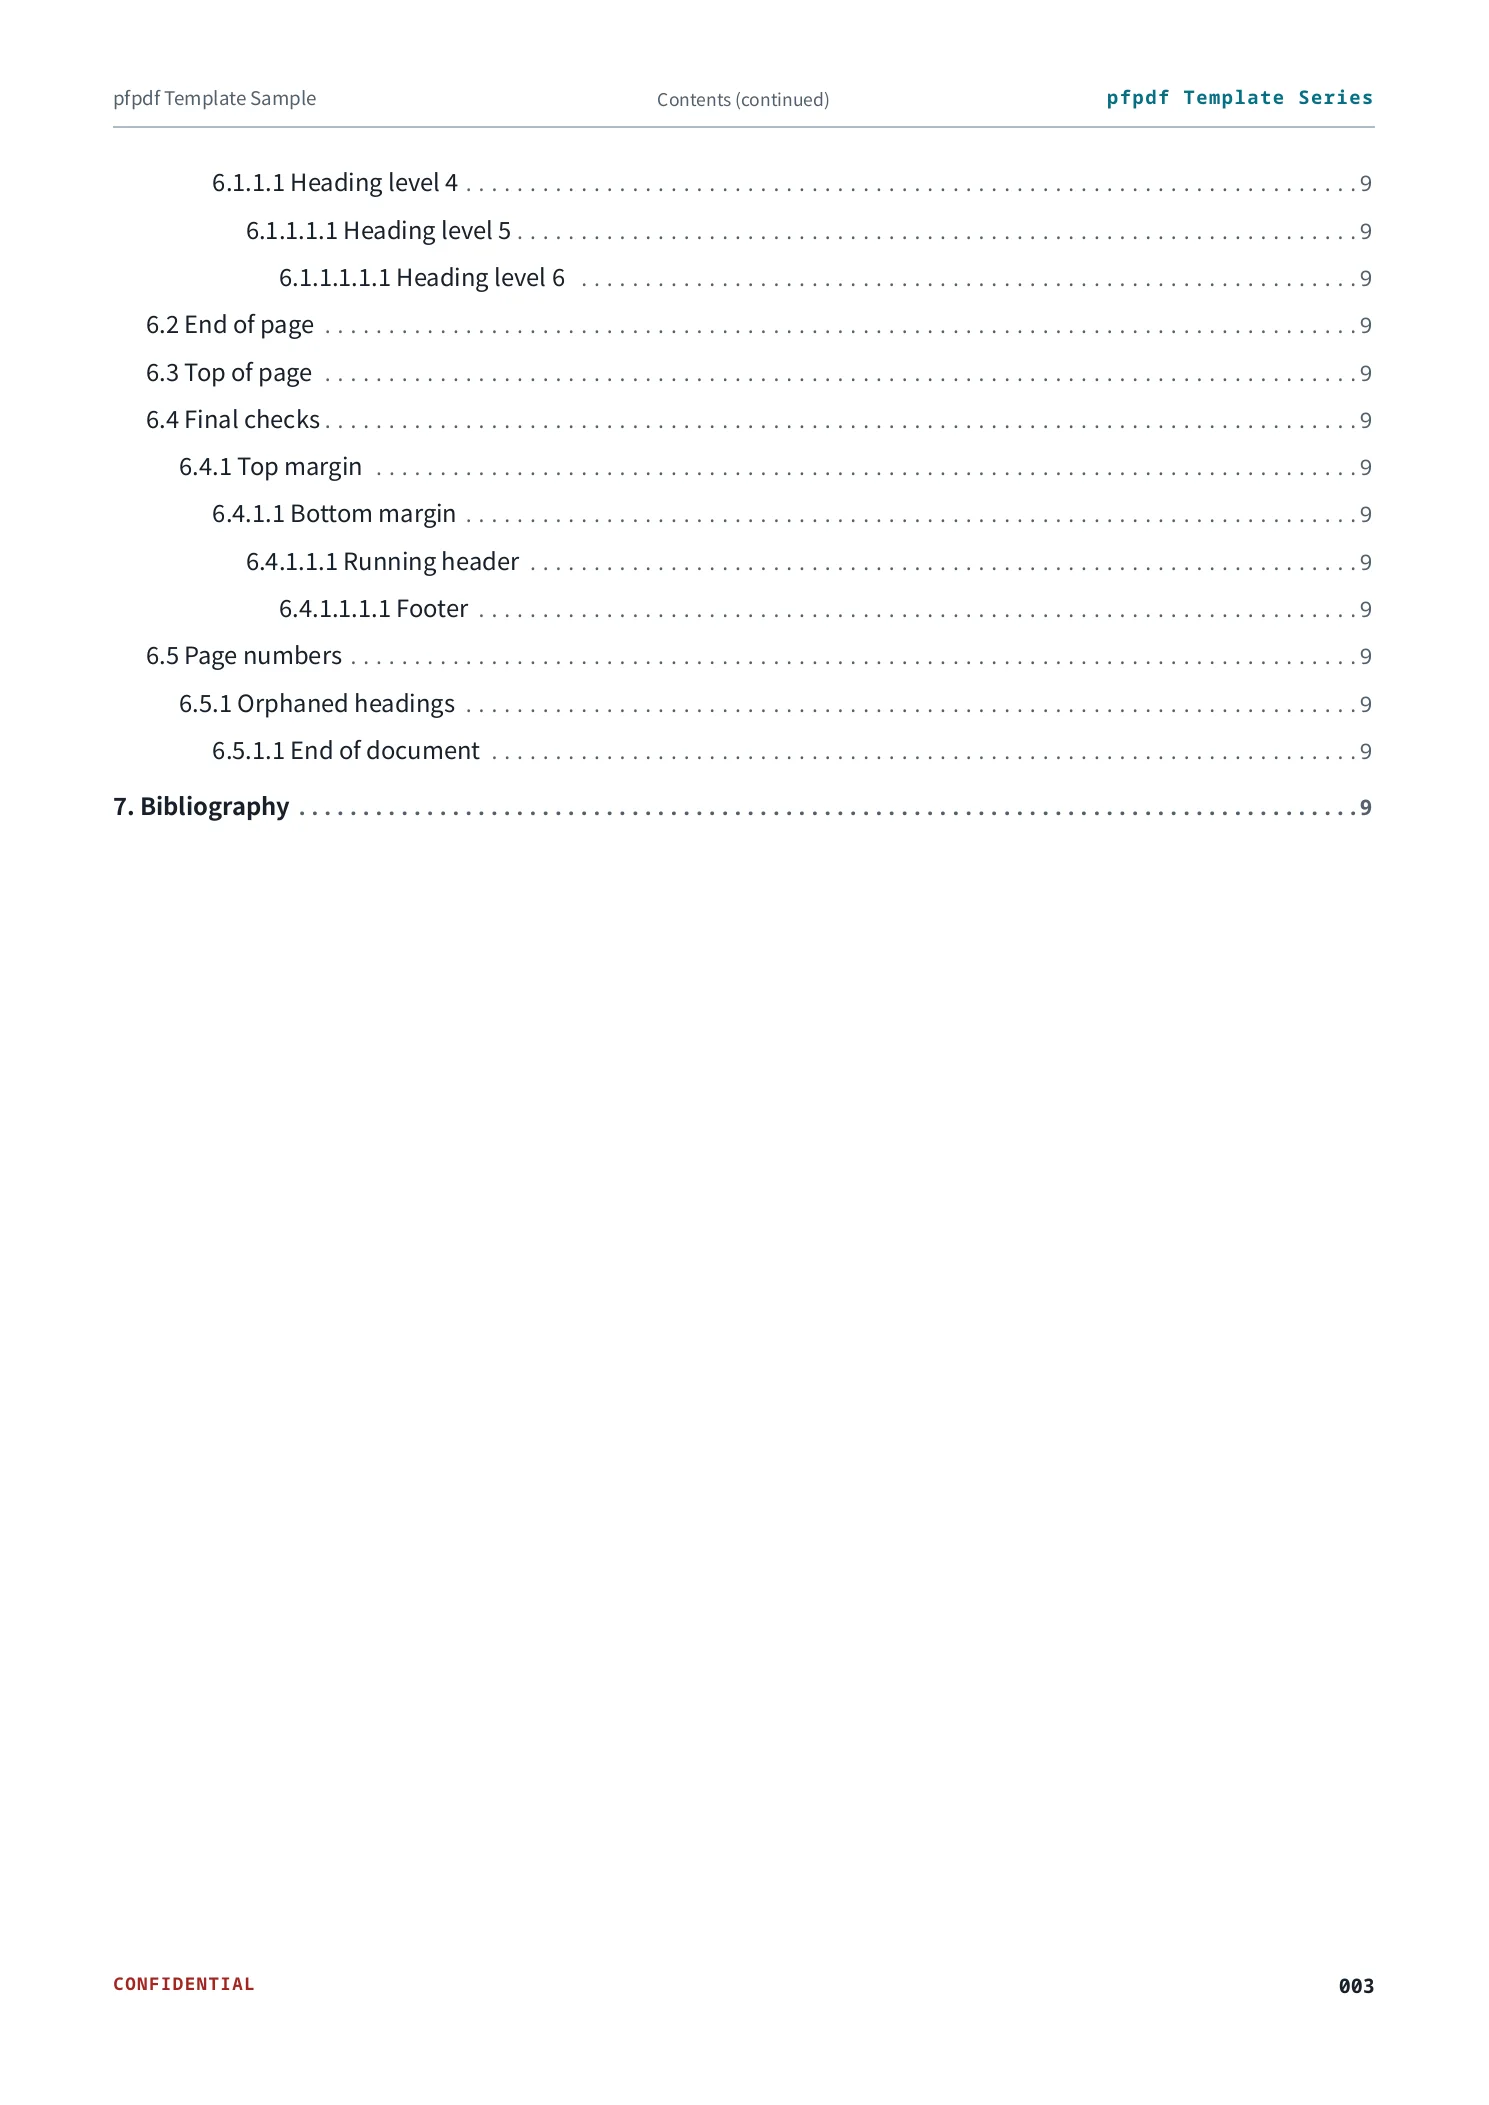 pfpdf Template Sample Contents (continued) pfpdf Template Series
6.1.1.1 Heading level 4 . . . . . . . . . . . . . . . . . . . . 9
6.1.1.1.1 Heading level 5 . . . . . . . . . . . . . . . . . . . . 9
6.1.1.1.1.1 Heading level 6 . . . . . . . . . . . . . . . . . . . . 9
6.2 End of page . . . . . . . . . . . . . . . . . . . . 9
6.3 Top of page . . . . . . . . . . . . . . . . . . . . 9
6.4 Final checks . . . . . . . . . . . . . . . . . . . . 9
6.4.1 Top margin . . . . . . . . . . . . . . . . . . . . 9
6.4.1.1 Bottom margin . . . . . . . . . . . . . . . . . . . . 9
6.4.1.1.1 Running header . . . . . . . . . . . . . . . . . . . . 9
6.4.1.1.1.1 Footer . . . . . . . . . . . . . . . . . . . . 9
6.5 Page numbers . . . . . . . . . . . . . . . . . . . . 9
6.5.1 Orphaned headings . . . . . . . . . . . . . . . . . . . . 9
6.5.1.1 End of document . . . . . . . . . . . . . . . . . . . . 9
7. Bibliography . . . . . . . . . . . . . . . . . . . . 9
CONFIDENTIAL 003